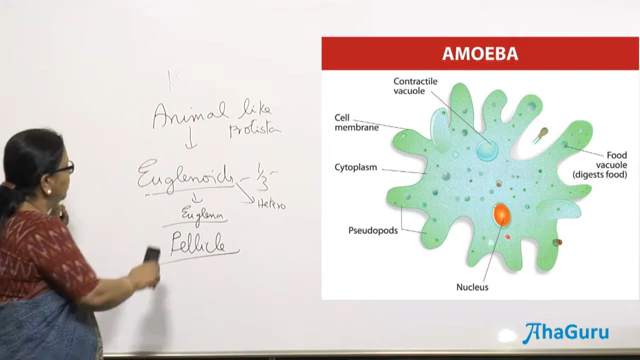 Animal like
protista
Euglenoids - 1/3 -
Hetero
Euglena
Pellicle
AMOEBA
Contractile
vacuole
Cell
membrane
Cytoplasm
Pseudopods
Nucleus
Food
vacuole
(digests food)
AhaGuru